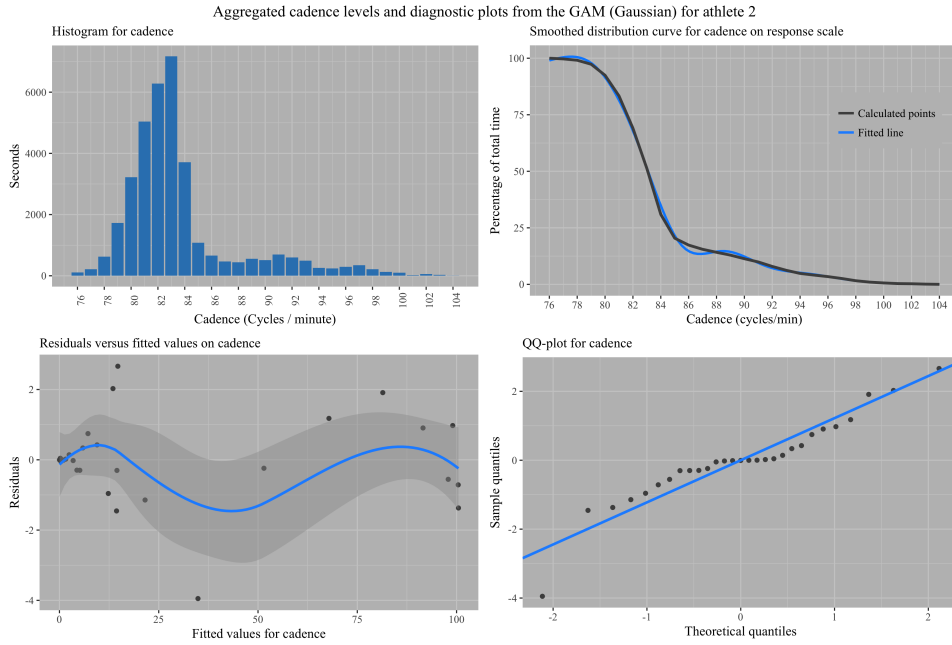 Aggregated cadence levels and diagnostic plots from the GAM (Gaussian) for athlete 2
Histogram for cadence
Seconds
6000
4000
2000
0
76 78 80 82 84 86 88 90 92 94 96 98 100 102 104
Cadence (Cycles / minute)
Smoothed distribution curve for cadence on response scale
Percentage of total time
100
75
50
25
0
Calculated points
Fitted line
76 78 80 82 84 86 88 90 92 94 96 98 100 102 104
Cadence (cycles/min)
Residuals versus fitted values on cadence
Residuals
2
0
-2
-4
0 25 50 75 100
Fitted values for cadence
QQ-plot for cadence
Sample quantiles
2
0
-2
-4
-2 -1 0 1 2
Theoretical quantiles